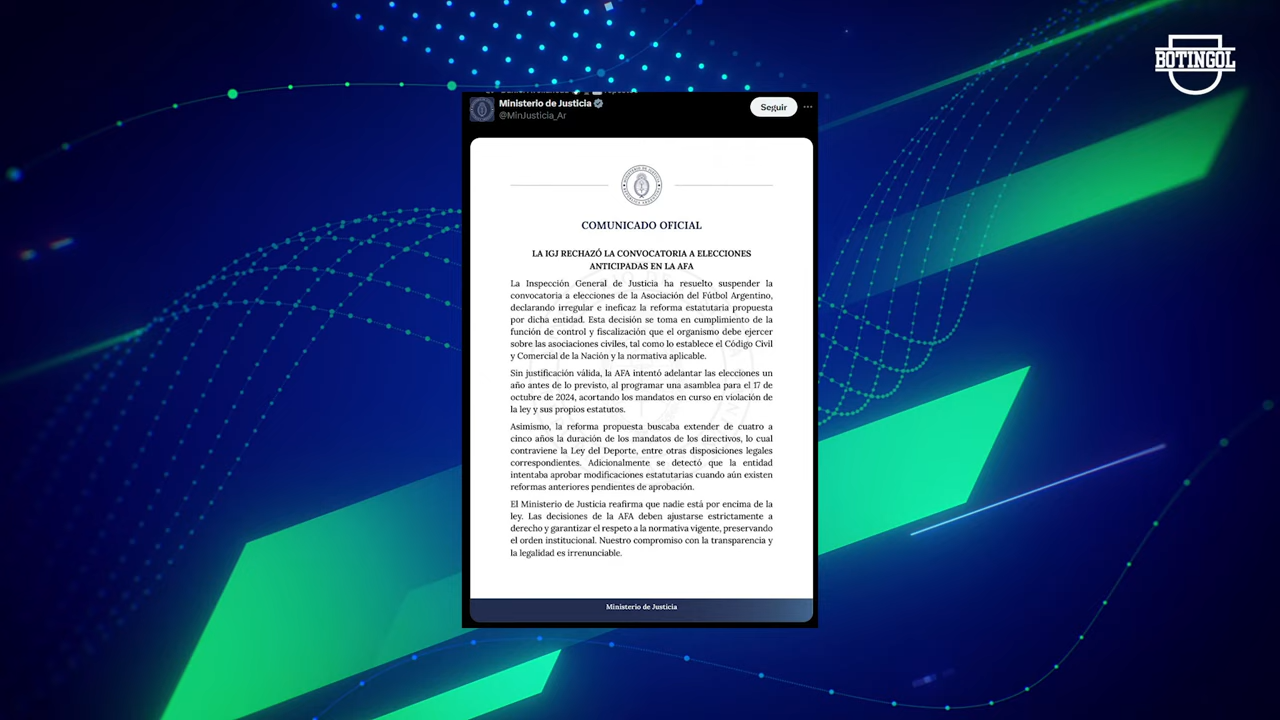 BOTINGOL
Ministerio de Justicia
@MinJusticia_Ar
Seguir
COMUNICADO OFICIAL
LA IGJ RECHAZÓ LA CONVOCATORIA A ELECCIONES
ANTICIPADAS EN LA AFA
La Inspección General de Justicia ha resuelto suspender la
convocatoria a elecciones de la Asociación del Fútbol Argentino,
declarando irregular e ineficaz la reforma estatutaria propuesta
por dicha entidad. Esta decisión se toma en cumplimiento de la
función de control y fiscalización que el organismo debe ejercer
sobre las asociaciones civiles, tal como lo establece el Código Civil
y Comercial de la Nación y la normativa aplicable.
Sin justificación válida, la AFA intentó adelantar las elecciones un
año antes de lo previsto, al programar una asamblea para el 17 de
octubre de 2024, acortando los mandatos en curso en violación de
la ley y sus propios estatutos.
Asimismo, la reforma propuesta buscaba extender de cuatro a
cinco años la duración de los mandatos de los directivos, lo cual
contraviene la Ley del Deporte, entre otras disposiciones legales
correspondientes. Adicionalmente se detectó que la entidad
intentaba aprobar modificaciones estatutarias cuando aún existen
reformas anteriores pendientes de aprobación.
El Ministerio de Justicia reafirma que nadie está por encima de la
ley. Las decisiones de la AFA deben ajustarse estrictamente a
derecho y garantizar el respeto a la normativa vigente, preservando
el orden institucional. Nuestro compromiso con la transparencia y
la legalidad es irrenunciable.
Ministerio de Justicia